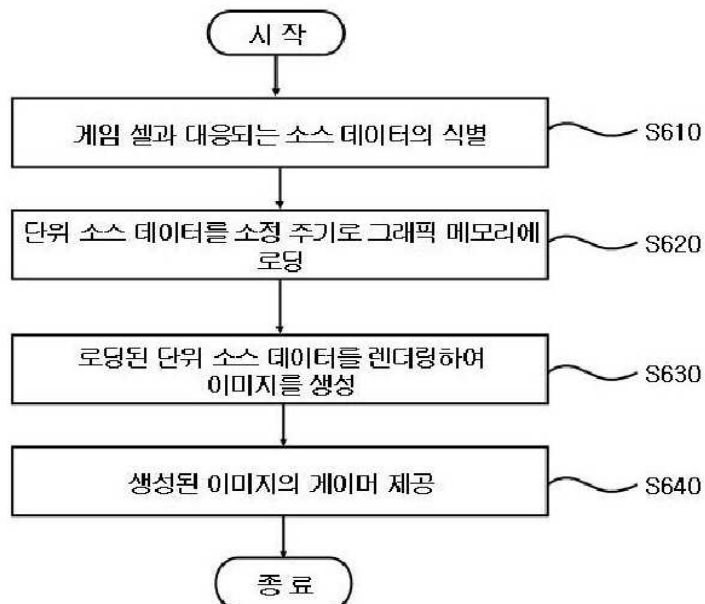 시 작
게임 셀과 대응되는 소스 데이터의 식별
S610
단위 소스 데이터를 소정 주기로 그래픽 메모리에
로딩
S620
로딩된 단위 소스 데이터를 렌더링하여
이미지를 생성
S630
생성된 이미지의 게이머 제공
S640
종 료